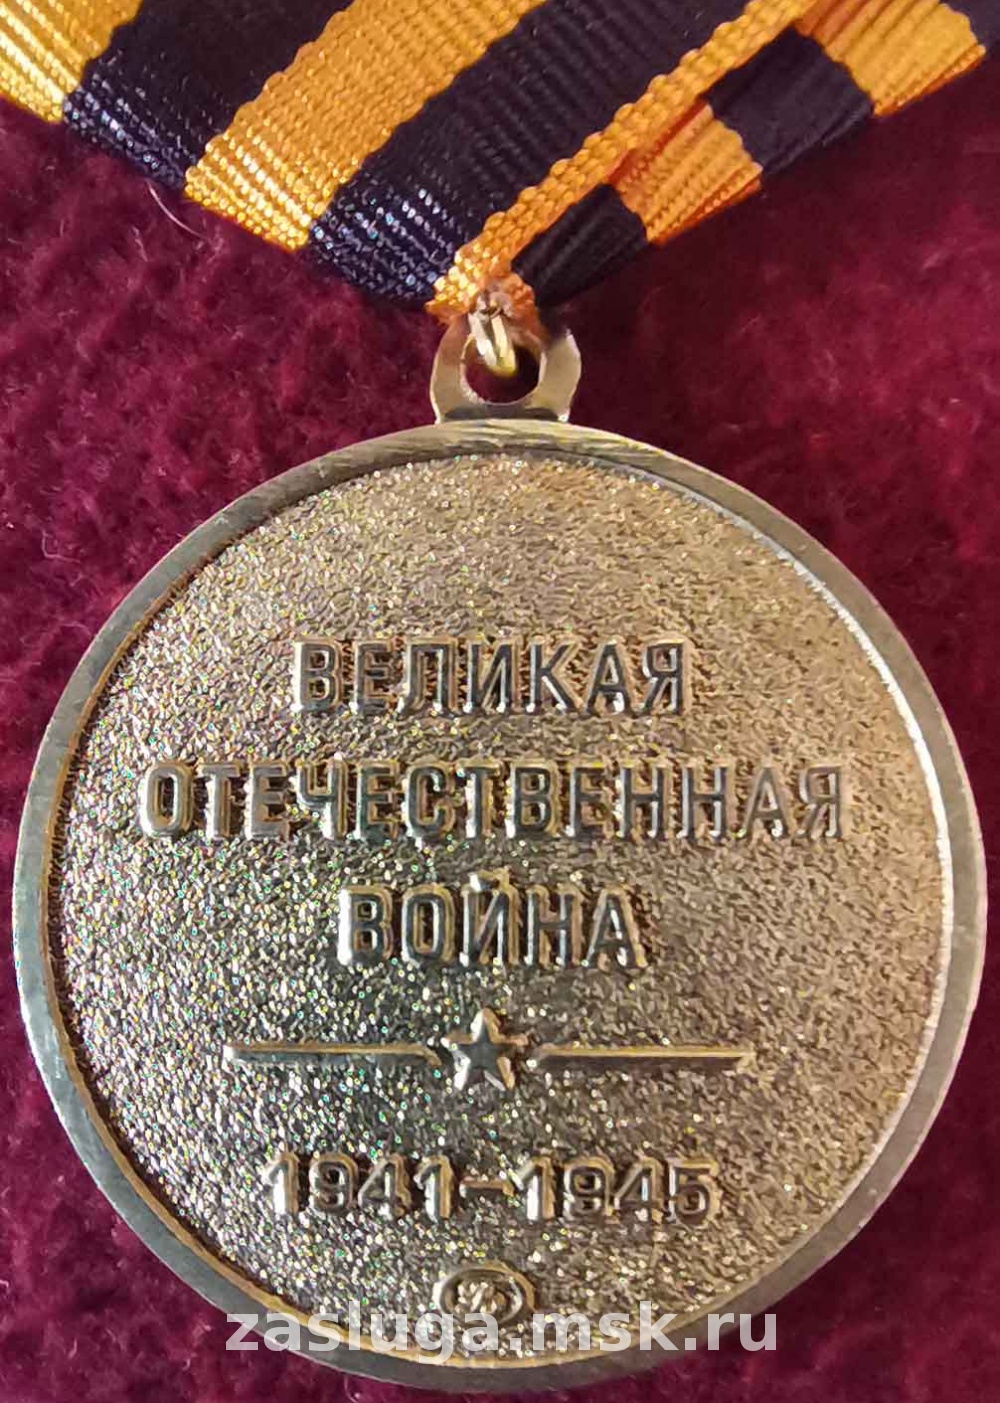 ВЕЛИКАЯ
ОТЕЧЕСТВЕННАЯ
ВОЙНА
1941-1945
zasluga.msk.ru